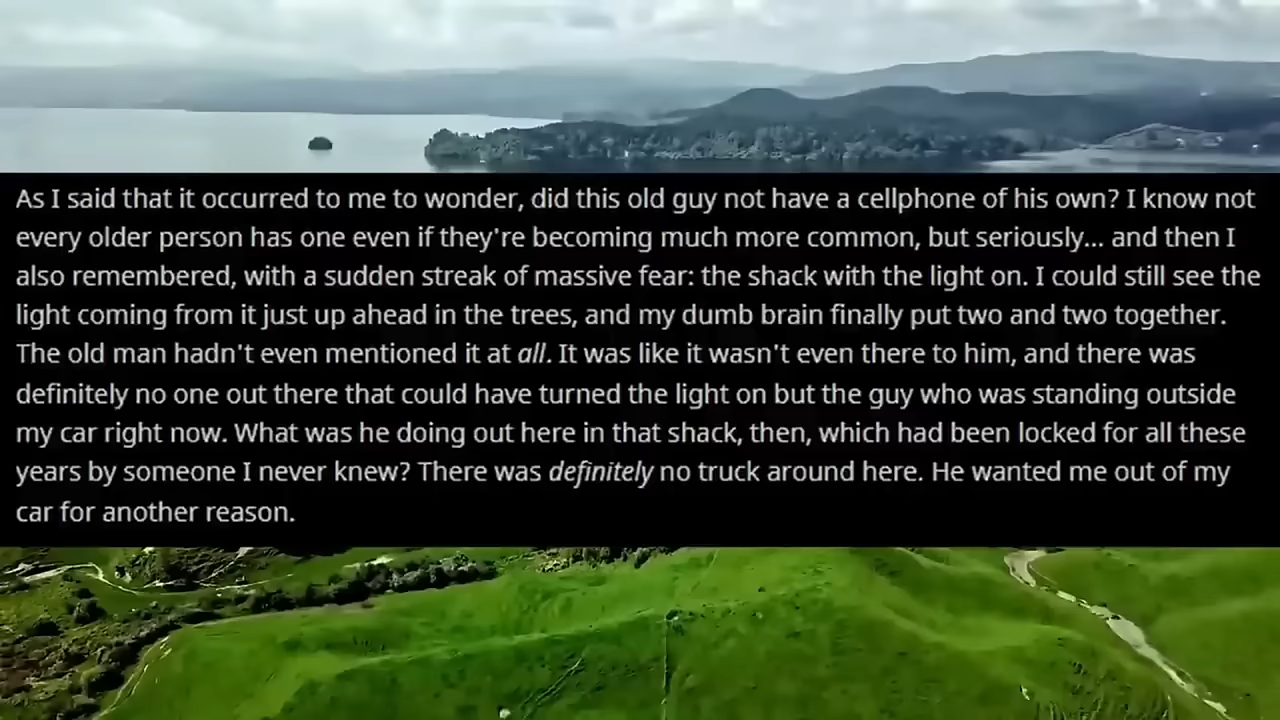 As I said that it occurred to me to wonder, did this old guy not have a cellphone of his own? I know not
every older person has one even if they're becoming much more common, but seriously... and then I
also remembered, with a sudden streak of massive fear: the shack with the light on. I could still see the
light coming from it just up ahead in the trees, and my dumb brain finally put two and two together.
The old man hadn't even mentioned it at all. It was like it wasn't even there to him, and there was
definitely no one out there that could have turned the light on but the guy who was standing outside
my car right now. What was he doing out here in that shack, then, which had been locked for all these
years by someone I never knew? There was definitely no truck around here. He wanted me out of my
car for another reason.